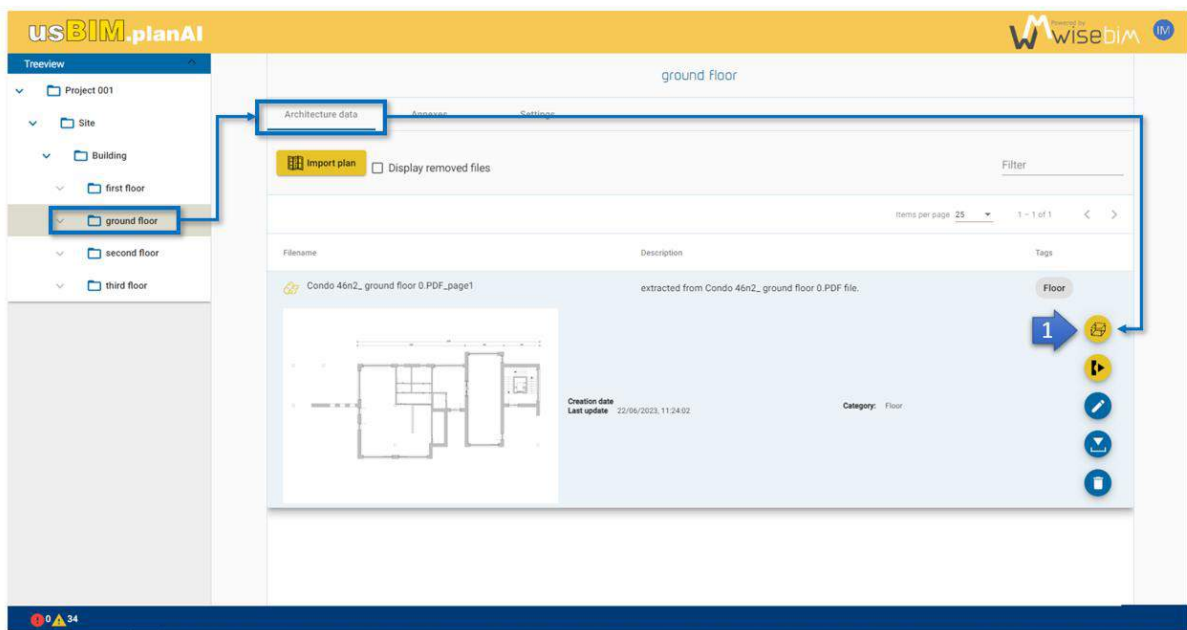 usBIM.planAI
Powered by
wisebim
IM
Treeview
Project 001
Site
Building
first floor
ground floor
second floor
third floor
ground floor
Architecture data
Annexes
Settings
Import plan
Display removed files
Filter
Items per page 25
1 – 1 of 1
Filename
Description
Tags
Condo 46n2_ ground floor 0.PDF_page1
extracted from Condo 46n2_ ground floor 0.PDF file.
Floor
1
Creation date
Last update 22/06/2023, 11:24:02
Category: Floor
0 34